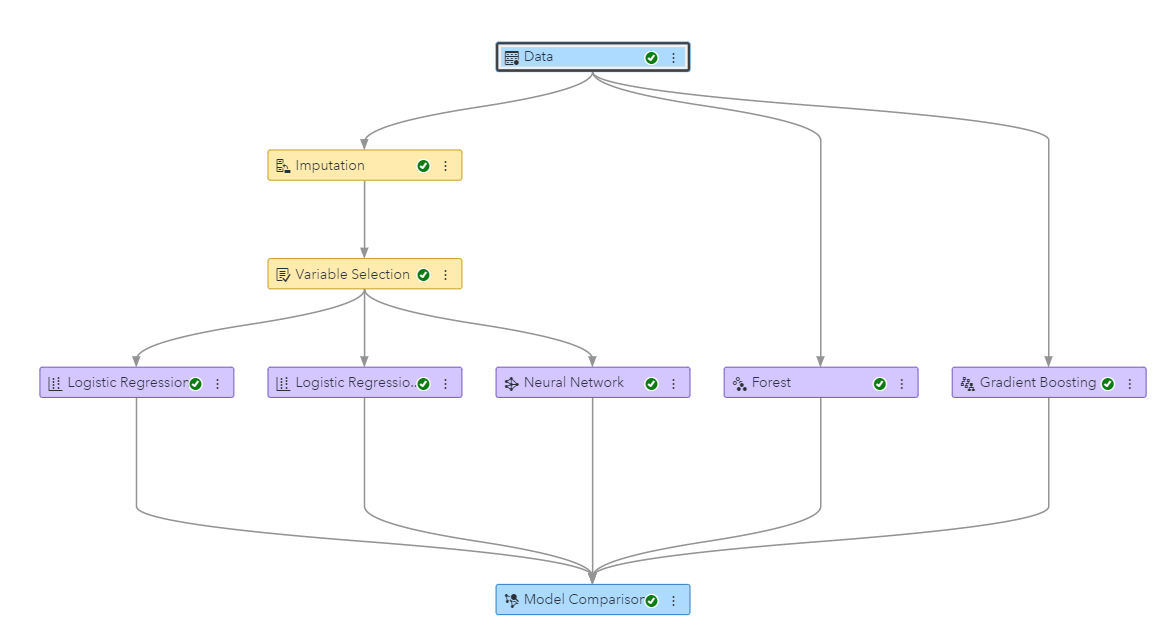 Data
Imputation
Variable Selection
Logistic Regression
Logistic Regressio...
Neural Network
Forest
Gradient Boosting
Model Comparison